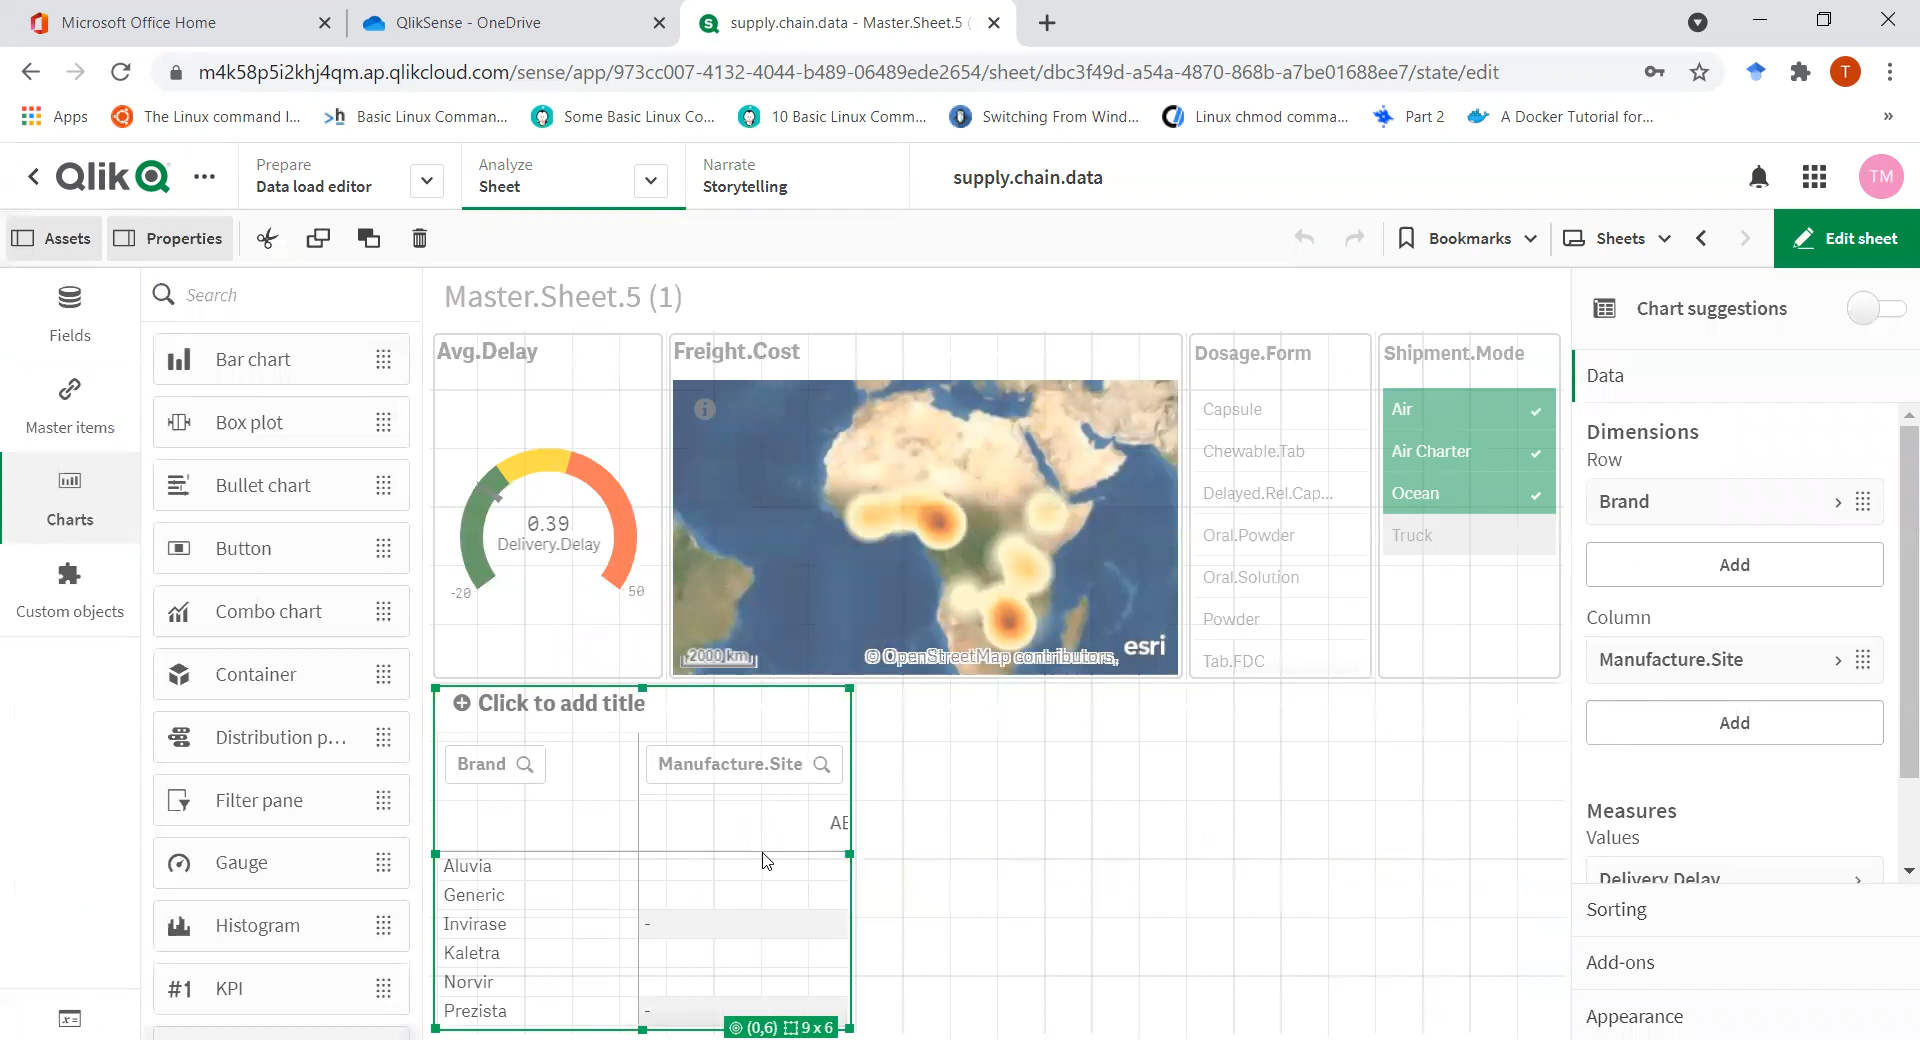 Microsoft Office Home
QlikSense - OneDrive
supply.chain.data - Master.Sheet.5 (
m4k58p5i2khj4qm.ap.qlikcloud.com/sense/app/973cc007-4132-4044-b489-06489ede2654/sheet/dbc3f49d-a54a-4870-868b-a7be01688ee7/state/edit
T
Apps
The Linux command l...
Basic Linux Comman...
Some Basic Linux Co...
10 Basic Linux Comm...
Switching From Wind...
Linux chmod comma...
Part 2
A Docker Tutorial for...
»
Qlik
Prepare
Data load editor
Analyze
Sheet
Narrate
Storytelling
supply.chain.data
TM
Assets
Properties
Bookmarks
Sheets
Edit sheet
Fields
Master items
Charts
Custom objects
Search
Bar chart
Box plot
Bullet chart
Button
Combo chart
Container
Distribution p...
Filter pane
Gauge
Histogram
#1 KPI
Master.Sheet.5 (1)
Avg.Delay
0.39
Delivery.Delay
-20
50
Freight.Cost
2000 km
© OpenStreetMap contributors,
esri
Dosage.Form
Capsule
Chewable.Tab
Delayed.Rel.Cap...
Oral.Powder
Oral.Solution
Powder
Tab.FDC
Shipment.Mode
Air
Air Charter
Ocean
Truck
Click to add title
Brand
Manufacture.Site
AB
Aluvia
Generic
Invirase -
Kaletra
Norvir
Prezista -
(0,6) 9 x 6
Chart suggestions
Data
Dimensions
Row
Brand
Add
Column
Manufacture.Site
Add
Measures
Values
Delivery Delay
Sorting
Add-ons
Appearance